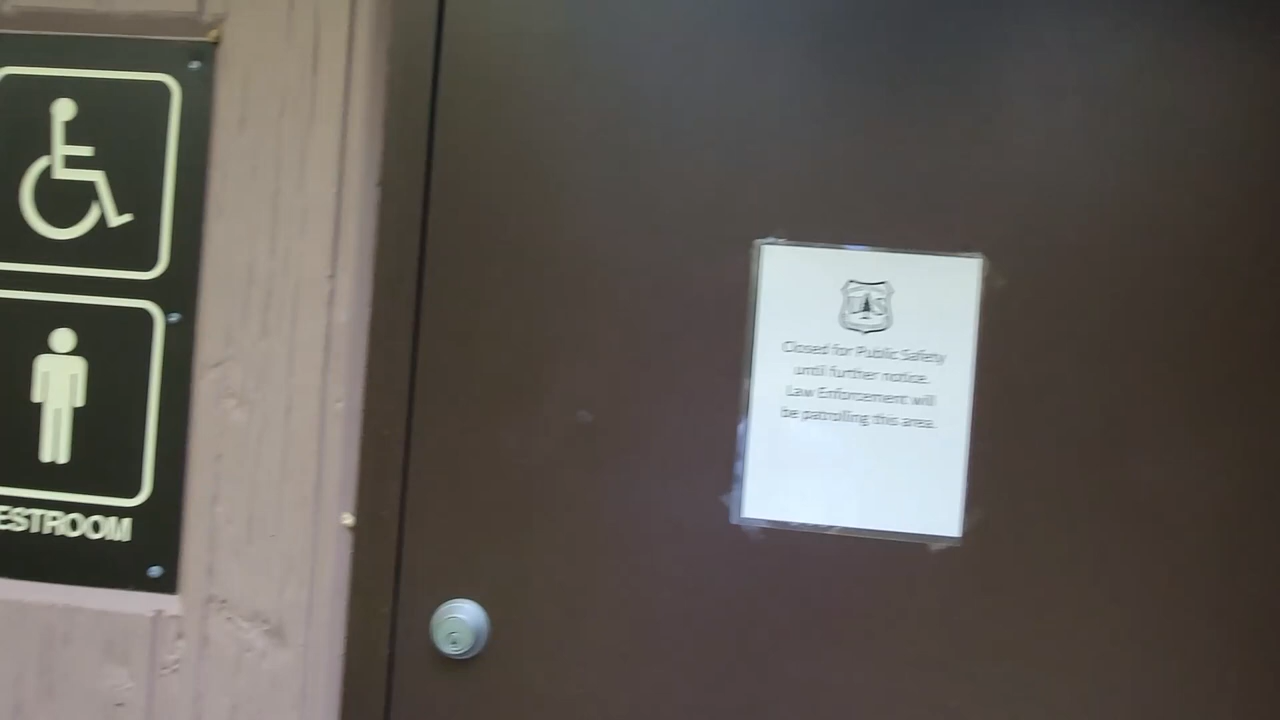 ESTROOM
U S
Closed for Public Safety
until further notice.
Law Enforcement will
be patrolling this area.